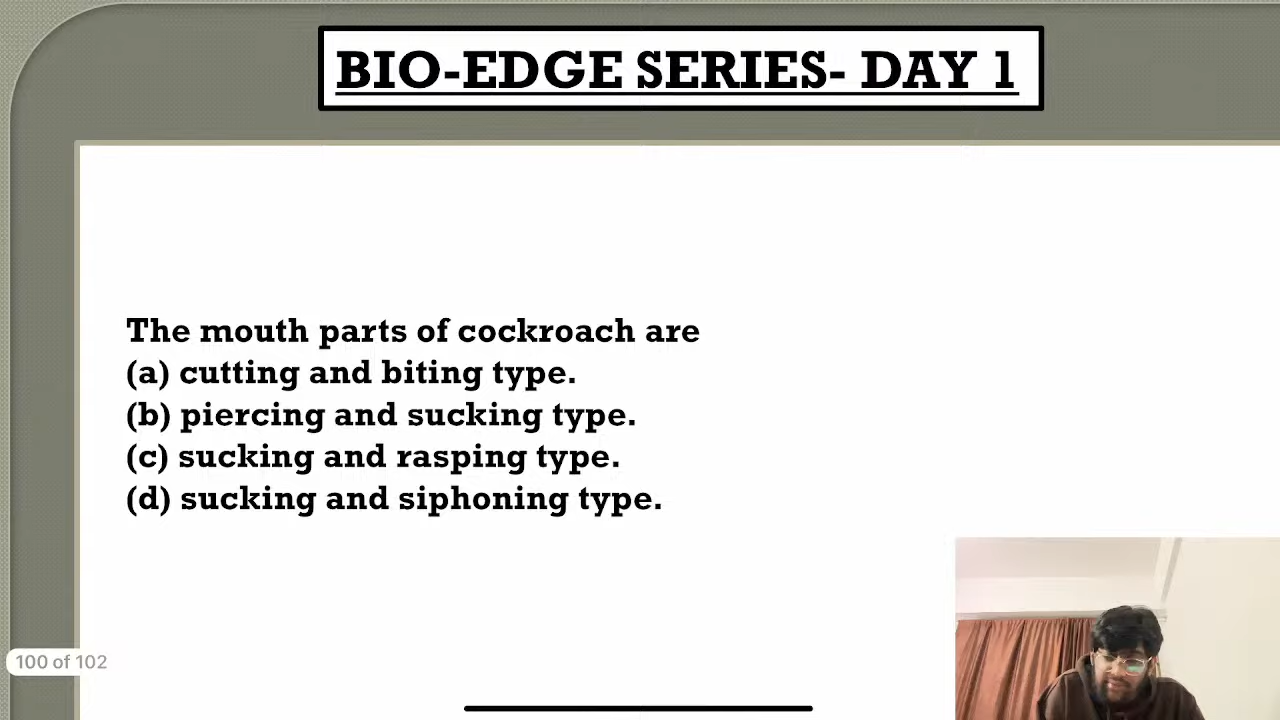 BIO-EDGE SERIES- DAY 1
The mouth parts of cockroach are
(a) cutting and biting type.
(b) piercing and sucking type.
(c) sucking and rasping type.
(d) sucking and siphoning type.
100 of 102